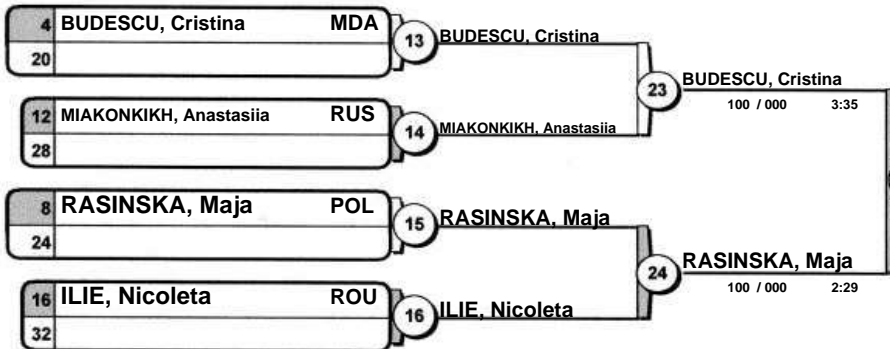 4 BUDESCU, Cristina MDA
20
13 BUDESCU, Cristina
12 MIAKONKIKH, Anastasiia RUS
28
14 MIAKONKIKH, Anastasiia
23 BUDESCU, Cristina
100 / 000 3:35
8 RASINSKA, Maja POL
24
15 RASINSKA, Maja
16 ILIE, Nicoleta ROU
32
16 ILIE, Nicoleta
24 RASINSKA, Maja
100 / 000 2:29